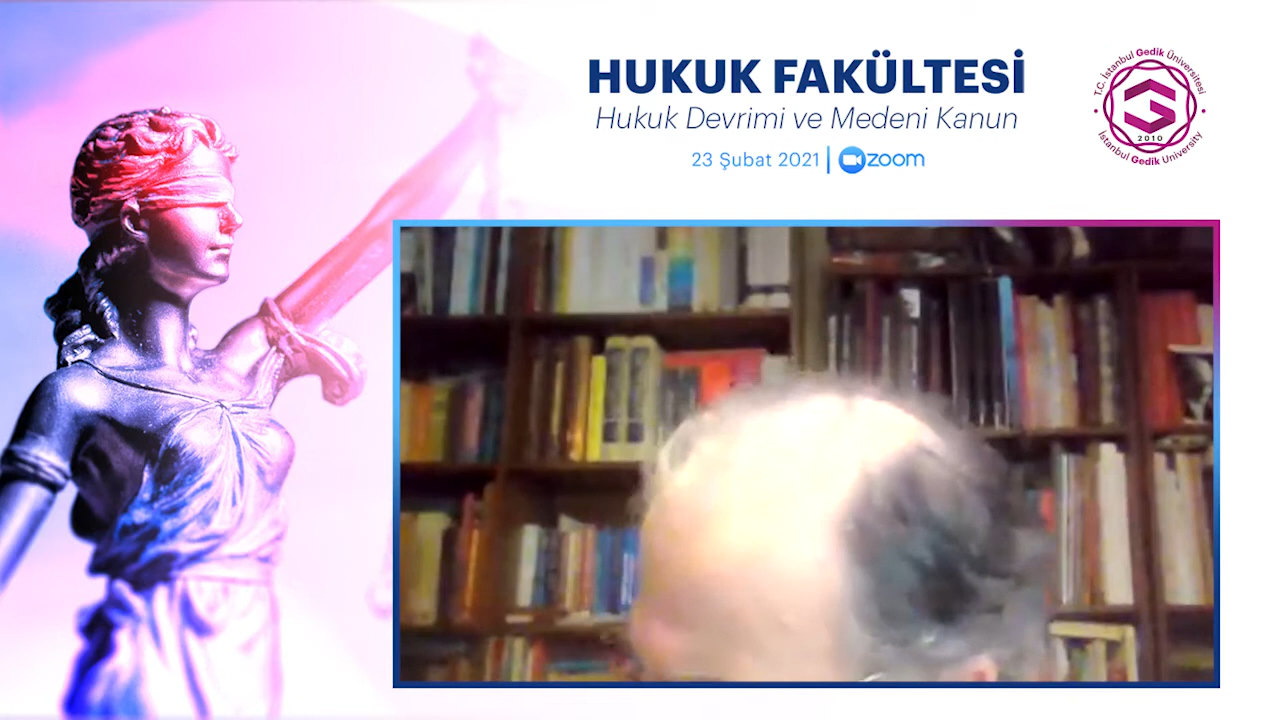 HUKUK FAKÜLTESİ
Hukuk Devrimi ve Medeni Kanun
23 Şubat 2021 | zoom
T.C. İstanbul Gedik Üniversitesi
2010
İstanbul Gedik University